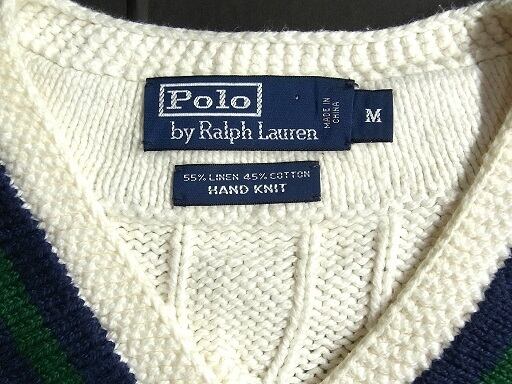 Polo
by Ralph Lauren
MADE IN
CHINA
M
55% LINEN 45% COTTON
HAND KNIT